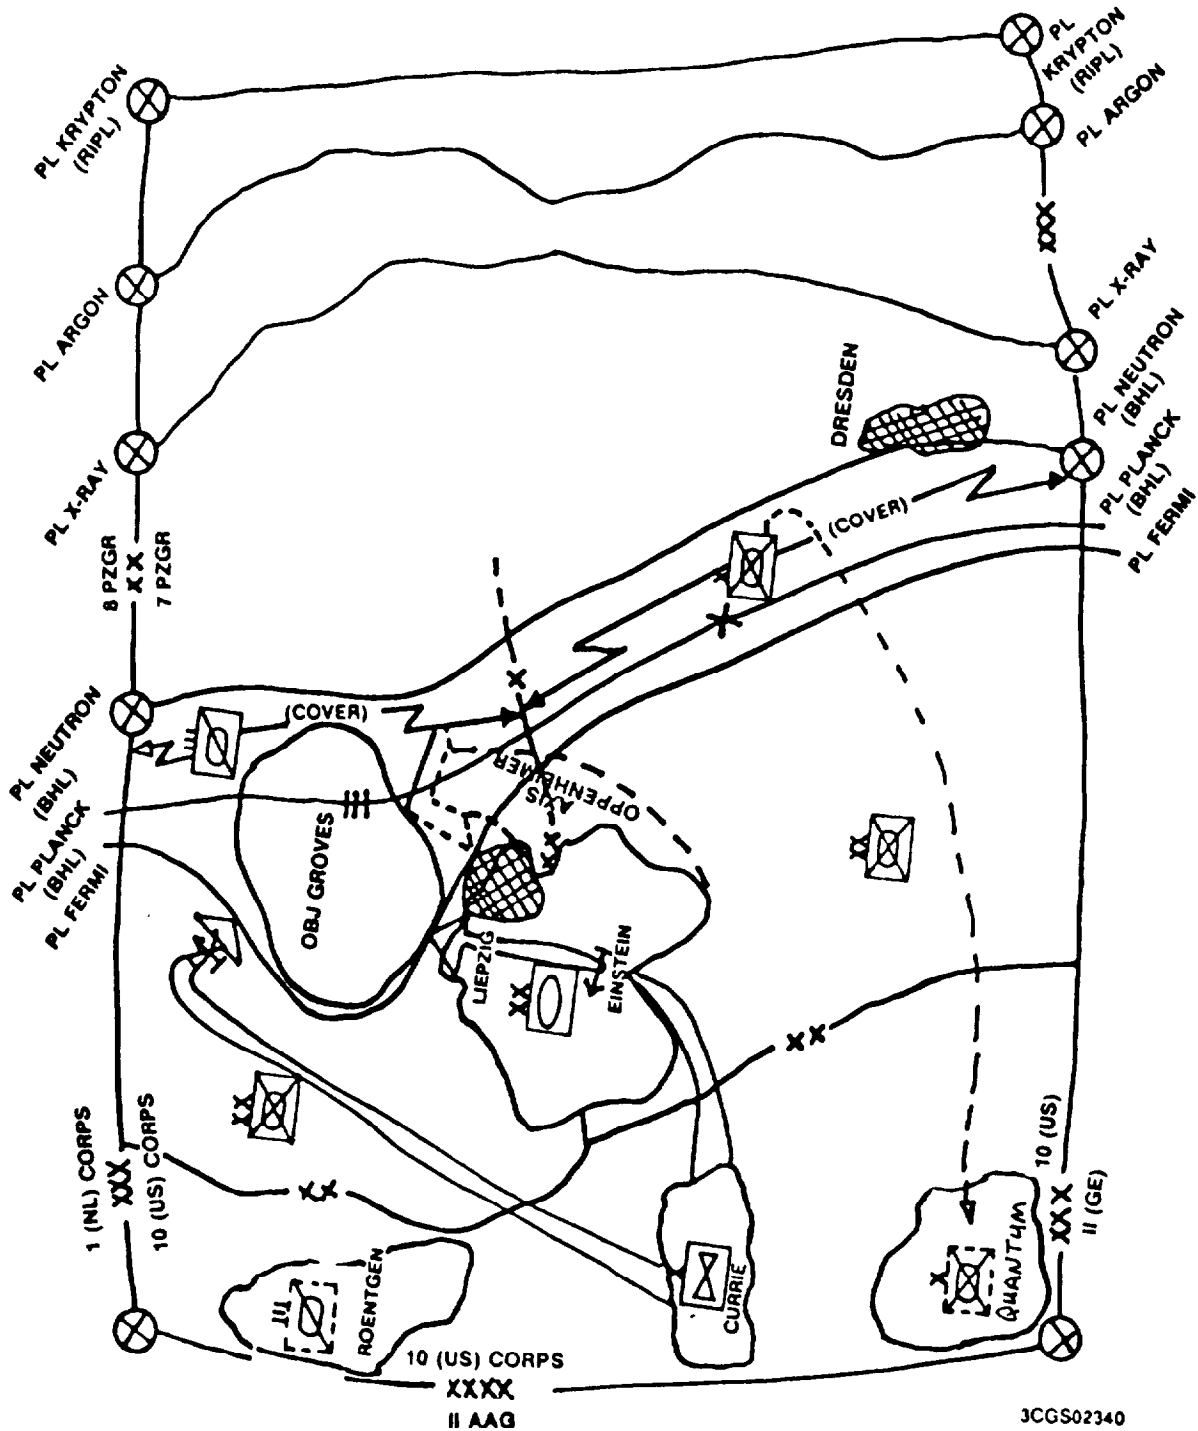 PL
KRYPTON
(RIPL)
PL KRYPTON
(RIPL)
PL ARGON
XXX
PL ARGON
PL X-RAY
PL X-RAY
DRESDEN
PL NEUTRON
(BHL)
PL PLANCK
(BHL)
PL FERMI
(COVER)
8 PZGR
XX
7 PZGR
X
PL NEUTRON
(BHL)
PL PLANCK
(BHL)
PL FERMI
(COVER)
AXIS
OPPENHEIMER
XX
OBJ GROVES
XX
LIEPZIG
XX
EINSTEIN
XX
XX
1 (NL) CORPS
XXX
10 (US) CORPS
XX
10 (US)
XXX
II (GE)
ROENTGEN
CURRIE
X
QUANTUM
10 (US) CORPS
XXXX
II AAG
3CGS02340